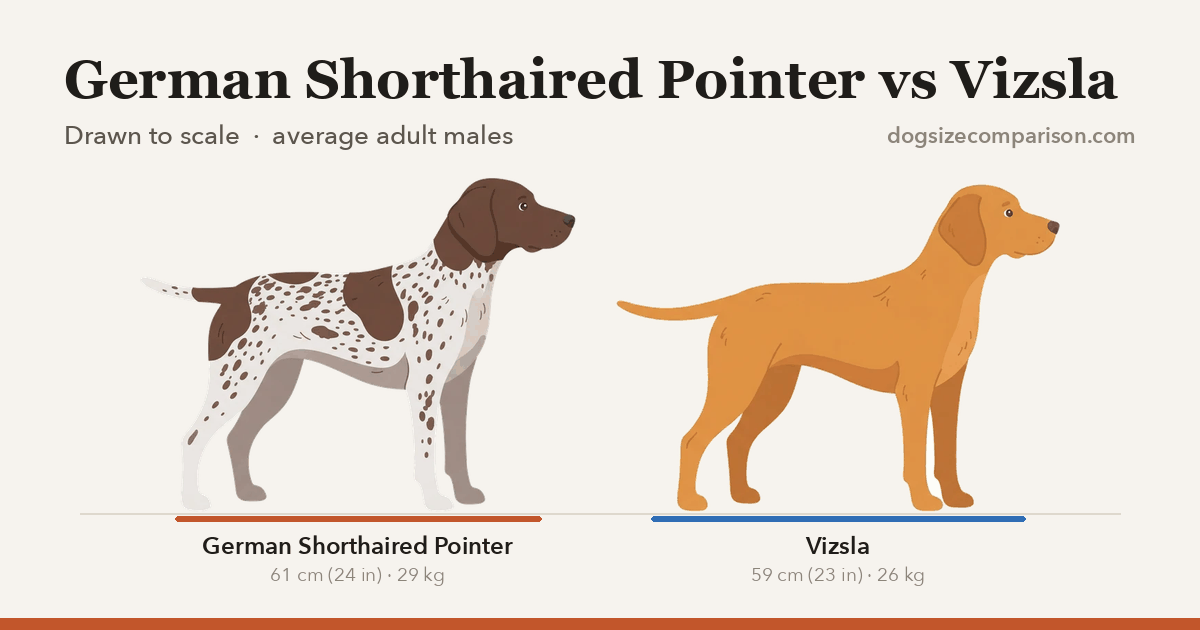 German Shorthaired Pointer vs Vizsla
Drawn to scale · average adult males
dogsizecomparison.com
German Shorthaired Pointer
61 cm (24 in) · 29 kg
Vizsla
59 cm (23 in) · 26 kg